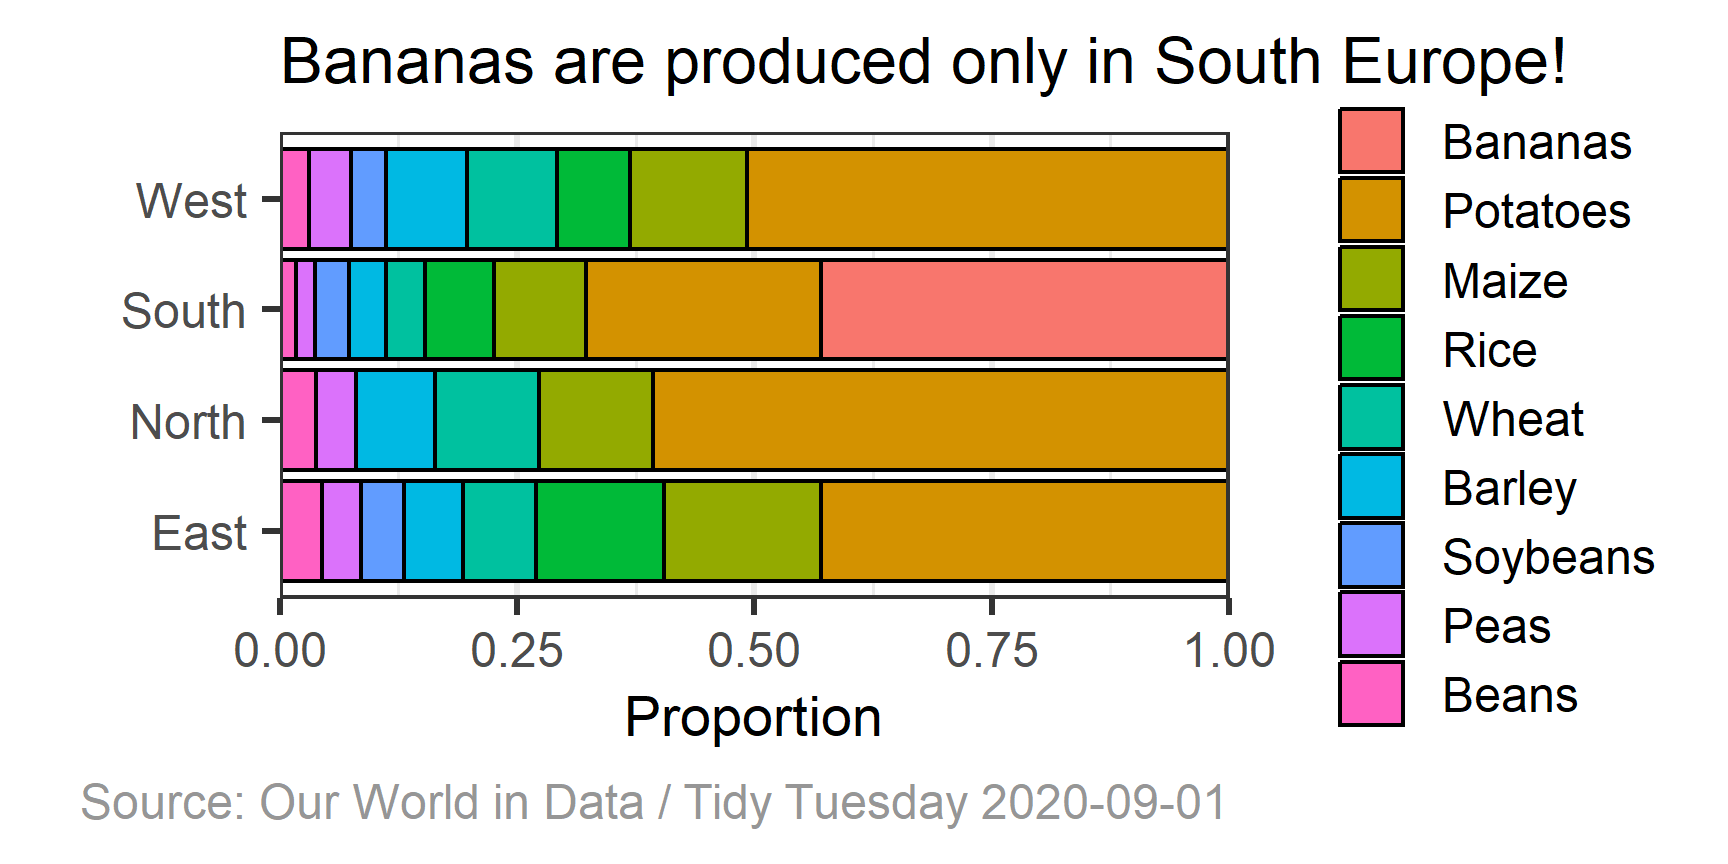 Bananas are produced only in South Europe!
West
South
North
East
0.00 0.25 0.50 0.75 1.00
Proportion
Bananas
Potatoes
Maize
Rice
Wheat
Barley
Soybeans
Peas
Beans
Source: Our World in Data / Tidy Tuesday 2020-09-01